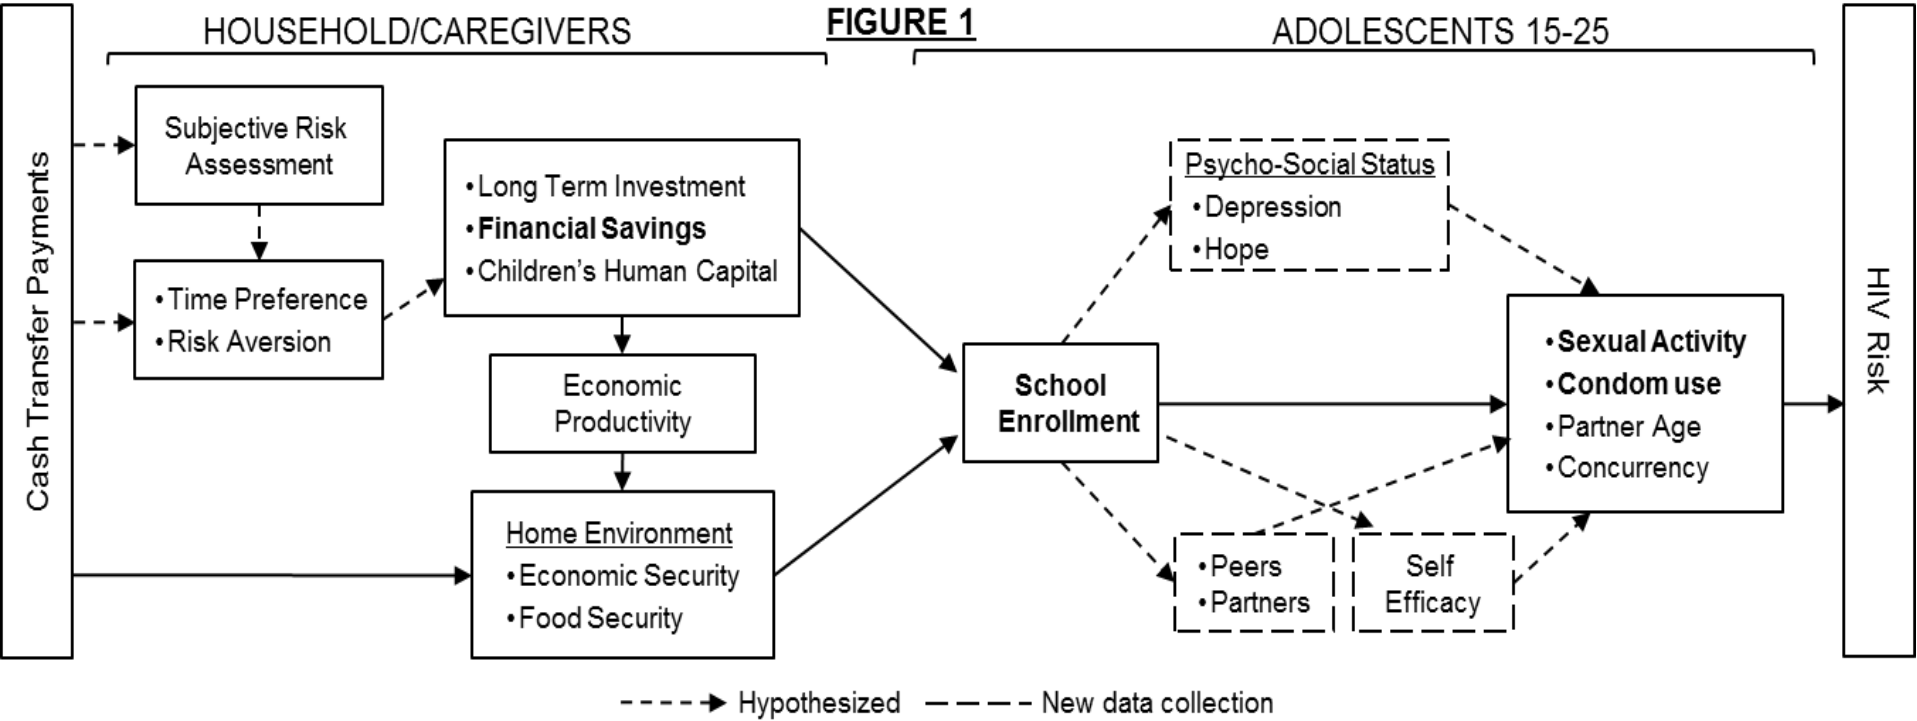 FIGURE 1
HOUSEHOLD/CAREGIVERS
ADOLESCENTS 15-25
Cash Transfer Payments
Subjective Risk
Assessment
•Time Preference
•Risk Aversion
•Long Term Investment
•Financial Savings
•Children’s Human Capital
Economic
Productivity
Home Environment
•Economic Security
•Food Security
School
Enrollment
Psycho-Social Status
•Depression
•Hope
•Peers
•Partners
Self
Efficacy
•Sexual Activity
•Condom use
•Partner Age
•Concurrency
HIV Risk
Hypothesized
New data collection